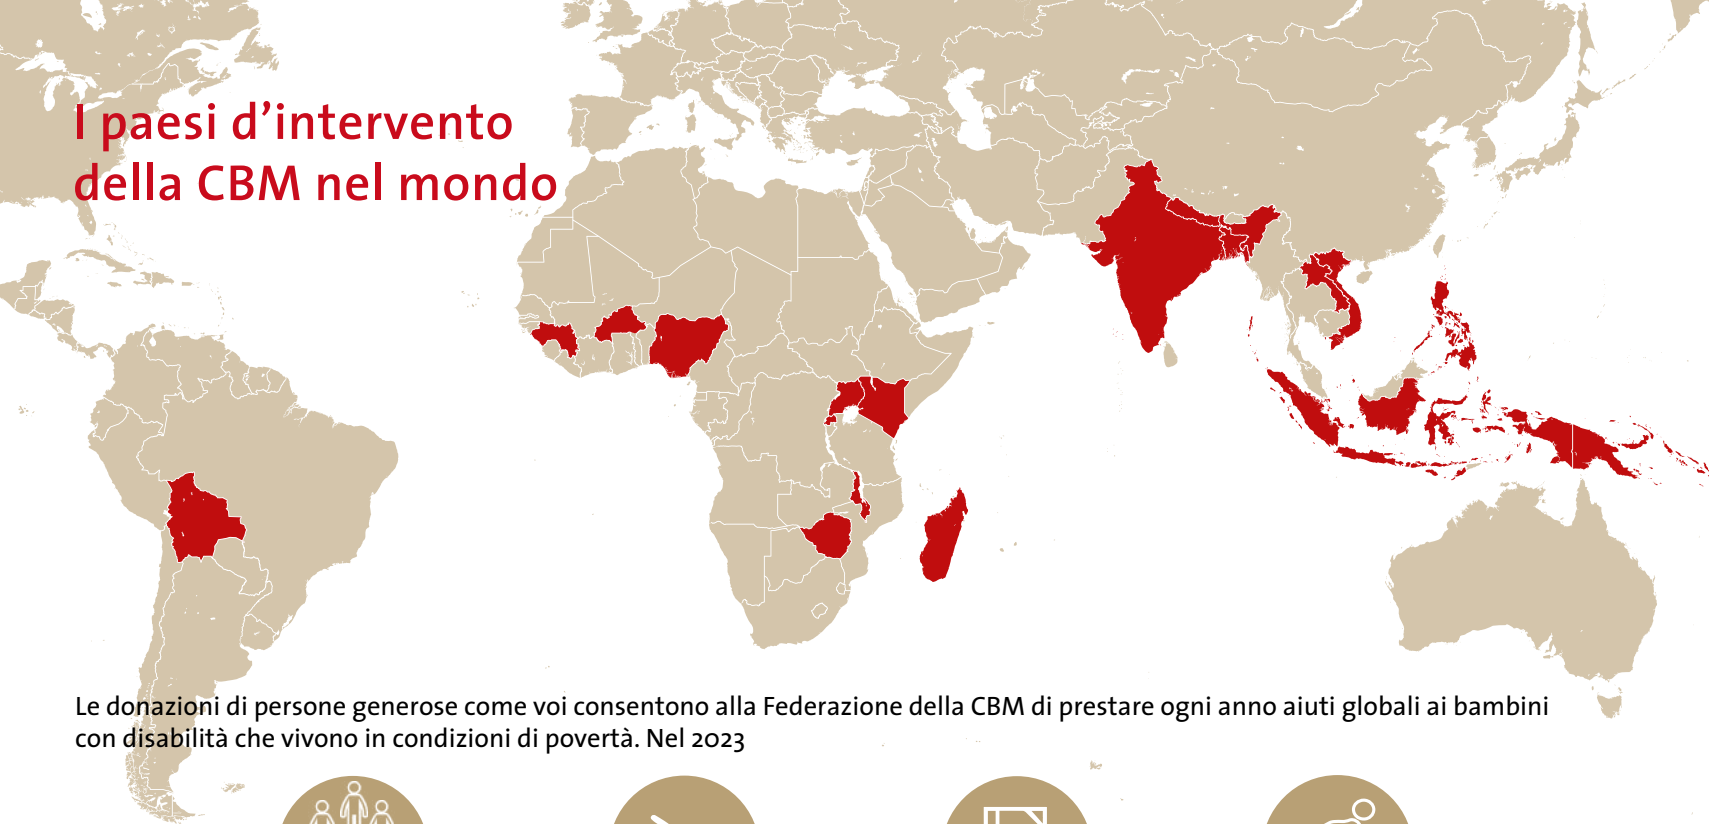 I paesi d’intervento
della CBM nel mondo
Le donazioni di persone generose come voi consentono alla Federazione della CBM di prestare ogni anno aiuti globali ai bambini
con disabilità che vivono in condizioni di povertà. Nel 2023